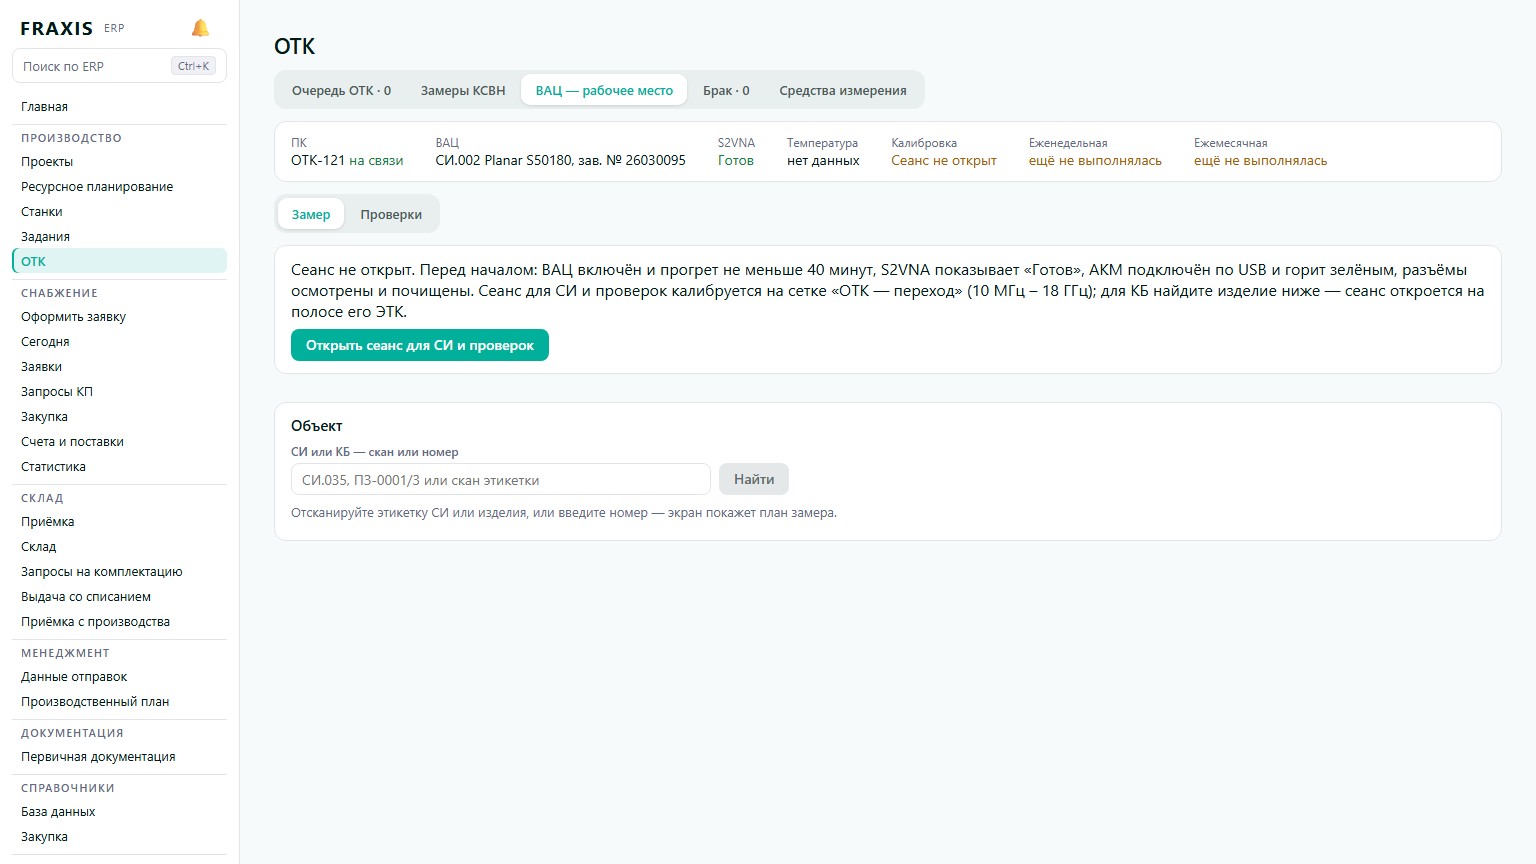 FRAXIS ERP
Поиск по ERP Ctrl+K
Главная
ПРОИЗВОДСТВО
Проекты
Ресурсное планирование
Станки
Задания
ОТК
СНАБЖЕНИЕ
Оформить заявку
Сегодня
Заявки
Запросы КП
Закупка
Счета и поставки
Статистика
СКЛАД
Приёмка
Склад
Запросы на комплектацию
Выдача со списанием
Приёмка с производства
МЕНЕДЖМЕНТ
Данные отправок
Производственный план
ДОКУМЕНТАЦИЯ
Первичная документация
СПРАВОЧНИКИ
База данных
Закупка
ОТК
Очередь ОТК · 0 Замеры КСВН ВАЦ — рабочее место Брак · 0 Средства измерения
ПК ВАЦ S2VNA Температура Калибровка Еженедельная Ежемесячная
ОТК-121 на связи СИ.002 Planar S50180, зав. № 26030095 Готов нет данных Сеанс не открыт ещё не выполнялась ещё не выполнялась
Замер Проверки
Сеанс не открыт. Перед началом: ВАЦ включён и прогрет не меньше 40 минут, S2VNA показывает «Готов», АКМ подключён по USB и горит зелёным, разъёмы
осмотрены и почищены. Сеанс для СИ и проверок калибруется на сетке «ОТК — переход» (10 МГц – 18 ГГц); для КБ найдите изделие ниже — сеанс откроется на
полосе его ЭТК.
Открыть сеанс для СИ и проверок
Объект
СИ или КБ — скан или номер
СИ.035, ПЗ-0001/3 или скан этикетки Найти
Отсканируйте этикетку СИ или изделия, или введите номер — экран покажет план замера.